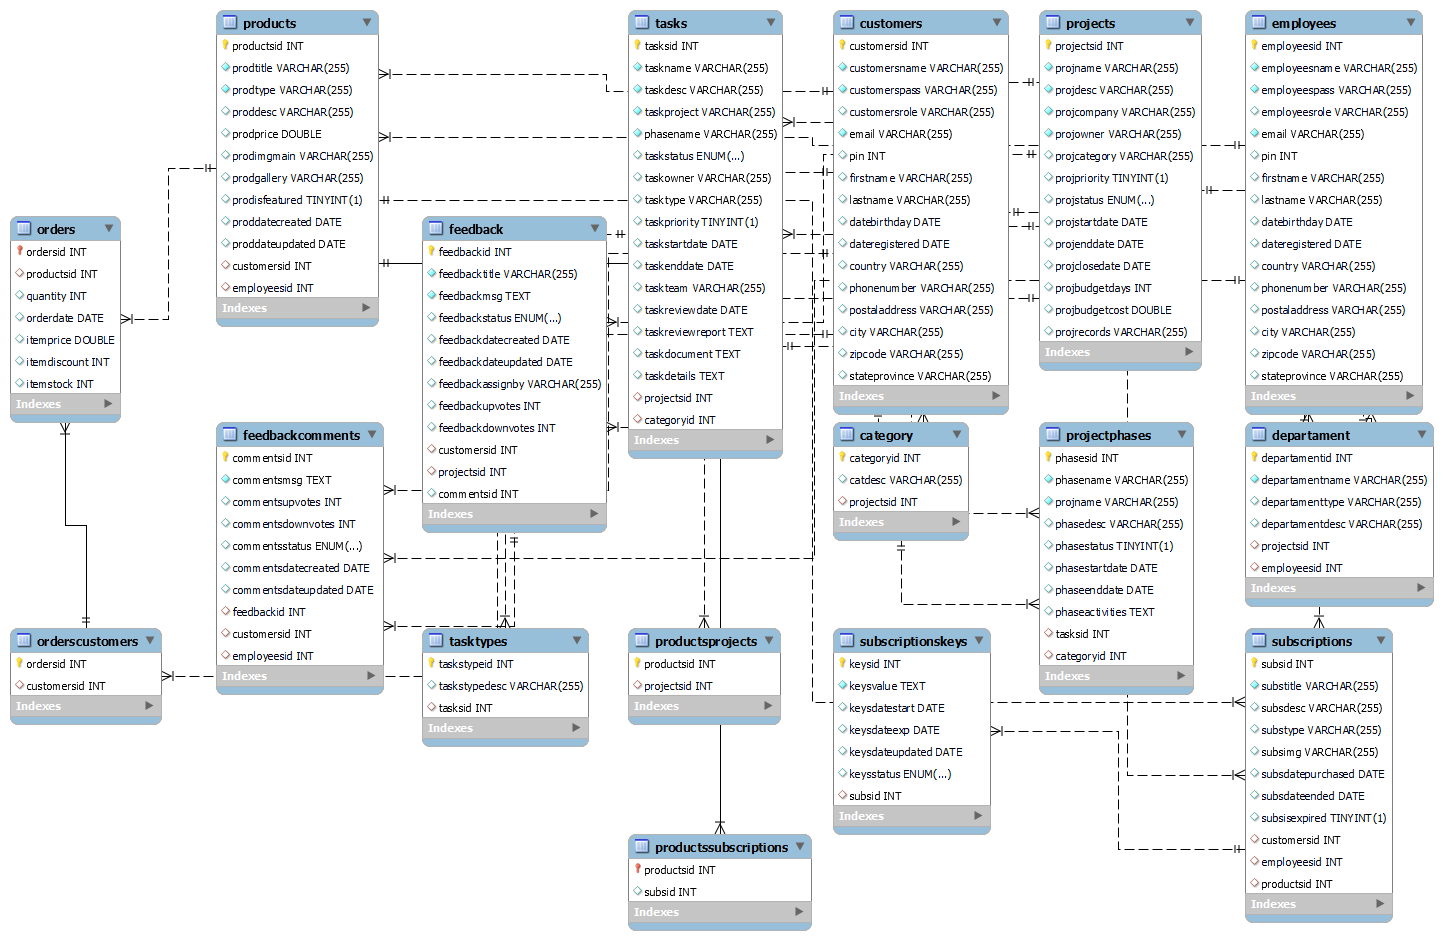 products
productsid INT
prodtitle VARCHAR(255)
prodtype VARCHAR(255)
proddesc VARCHAR(255)
prodprice DOUBLE
prodimgmain VARCHAR(255)
prodgallery VARCHAR(255)
prodisfeatured TINYINT(1)
proddatecreated DATE
proddateupdated DATE
customersid INT
employeesid INT
Indexes
tasks
tasksid INT
taskname VARCHAR(255)
taskdesc VARCHAR(255)
taskproject VARCHAR(255)
phasename VARCHAR(255)
taskstatus ENUM(...)
taskowner VARCHAR(255)
tasktype VARCHAR(255)
taskpriority TINYINT(1)
taskstartdate DATE
taskenddate DATE
taskteam VARCHAR(255)
taskreviewdate DATE
taskreviewreport TEXT
taskdocument TEXT
taskdetails TEXT
projectsid INT
categoryid INT
Indexes
customers
customersid INT
customersname VARCHAR(255)
customerspass VARCHAR(255)
customersrole VARCHAR(255)
email VARCHAR(255)
pin INT
firstname VARCHAR(255)
lastname VARCHAR(255)
datebirthday DATE
dateregistered DATE
country VARCHAR(255)
phonenumber VARCHAR(255)
postaladdress VARCHAR(255)
city VARCHAR(255)
zipcode VARCHAR(255)
stateprovince VARCHAR(255)
Indexes
projects
projectsid INT
projname VARCHAR(255)
projdesc VARCHAR(255)
projcompany VARCHAR(255)
projowner VARCHAR(255)
projcategory VARCHAR(255)
projpriority TINYINT(1)
projstatus ENUM(...)
projstartdate DATE
projenddate DATE
projclosedate DATE
projbudgetdays INT
projbudgetcost DOUBLE
projrecords VARCHAR(255)
Indexes
employees
employeesid INT
employeesname VARCHAR(255)
employeespass VARCHAR(255)
employeesrole VARCHAR(255)
email VARCHAR(255)
pin INT
firstname VARCHAR(255)
lastname VARCHAR(255)
datebirthday DATE
dateregistered DATE
country VARCHAR(255)
phonenumber VARCHAR(255)
postaladdress VARCHAR(255)
city VARCHAR(255)
zipcode VARCHAR(255)
stateprovince VARCHAR(255)
Indexes
orders
ordersid INT
productsid INT
quantity INT
orderdate DATE
itemprice DOUBLE
itemdiscount INT
itemstock INT
Indexes
feedback
feedbackid INT
feedbacktitle VARCHAR(255)
feedbackmsg TEXT
feedbackstatus ENUM(...)
feedbackdatecreated DATE
feedbackdateupdated DATE
feedbackassignby VARCHAR(255)
feedbackupvotes INT
feedbackdownvotes INT
customersid INT
projectsid INT
commentsid INT
Indexes
feedbackcomments
commentsid INT
commentsmsg TEXT
commentsupvotes INT
commentsdownvotes INT
commentsstatus ENUM(...)
commentsdatecreated DATE
commentsdateupdated DATE
feedbackid INT
customersid INT
employeesid INT
Indexes
category
categoryid INT
catdesc VARCHAR(255)
projectsid INT
Indexes
projectphases
phasesid INT
phasename VARCHAR(255)
projname VARCHAR(255)
phasedesc VARCHAR(255)
phasestatus TINYINT(1)
phasestartdate DATE
phaseenddate DATE
phaseactivities TEXT
tasksid INT
categoryid INT
Indexes
departament
departamentid INT
departamentname VARCHAR(255)
departamenttype VARCHAR(255)
departamentdesc VARCHAR(255)
projectsid INT
employeesid INT
Indexes
orderscustomers
ordersid INT
customersid INT
Indexes
tasktypes
taskstypeid INT
taskstypedesc VARCHAR(255)
tasksid INT
Indexes
productsprojects
productsid INT
projectsid INT
Indexes
subscriptionskeys
keysid INT
keysvalue TEXT
keysdatestart DATE
keysdateexp DATE
keysdateupdated DATE
keysstatus ENUM(...)
subsid INT
Indexes
subscriptions
subsid INT
substitle VARCHAR(255)
subsdesc VARCHAR(255)
substype VARCHAR(255)
subsimg VARCHAR(255)
subsdatepurchased DATE
subsdateended DATE
subsisexpired TINYINT(1)
customersid INT
employeesid INT
productsid INT
Indexes
productssubscriptions
productsid INT
subsid INT
Indexes